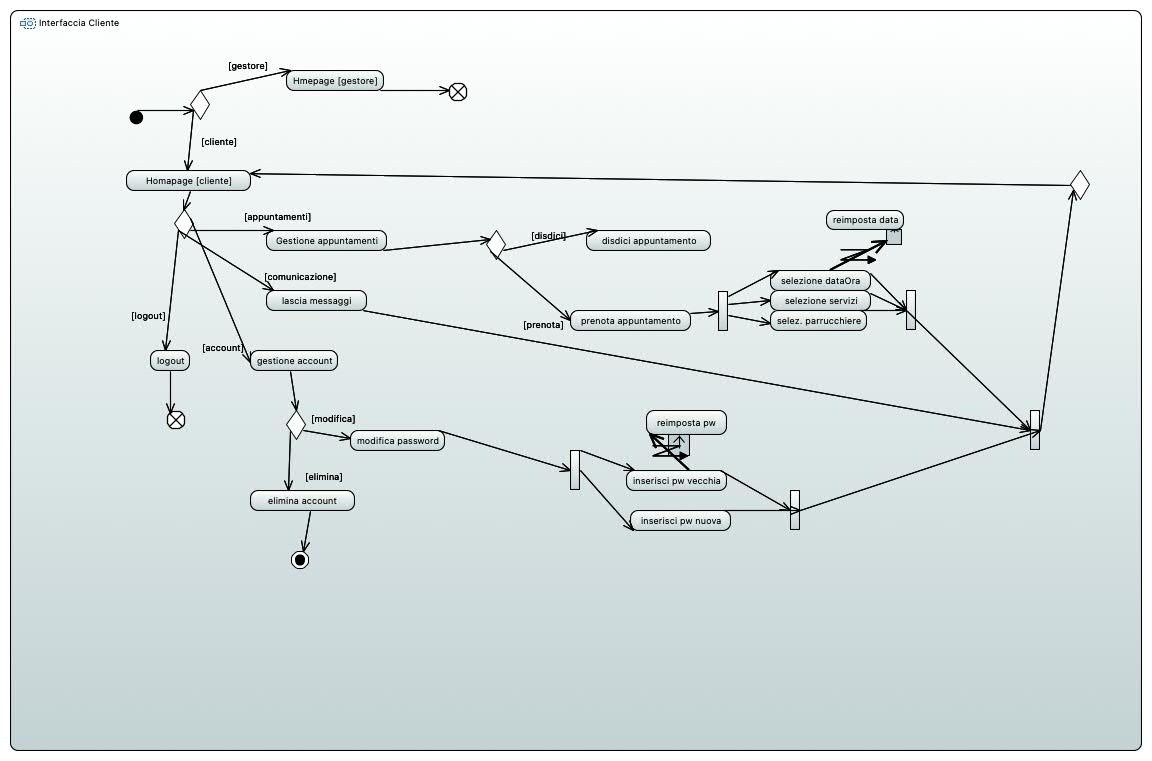 Interfaccia Cliente
[gestore]
Hmepage [gestore]
[cliente]
Homapage [cliente]
[appuntamenti]
Gestione appuntamenti
[disdici]
disdici appuntamento
reimposta data
[comunicazione]
lascia messaggi
selezione dataOra
selezione servizi
selez. parrucchiere
[prenota]
prenota appuntamento
[logout]
logout
[account]
gestione account
[modifica]
modifica password
reimposta pw
[elimina]
elimina account
inserisci pw vecchia
inserisci pw nuova